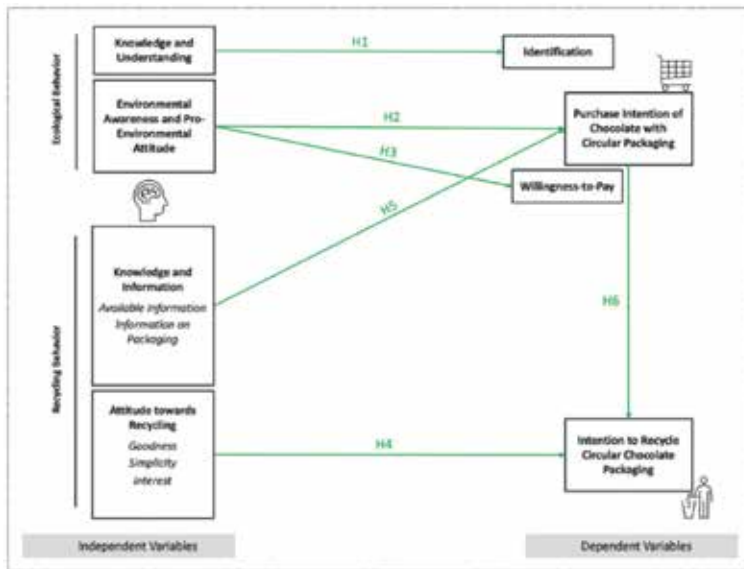 Ecological Behavior
Knowledge and
Understanding
H1
Identification
Environmental
Awareness and Pro-
Environmental
Attitude
H2
H3
Purchase Intention of
Chocolate with
Circular Packaging
Willingness-to-Pay
H5
Recycling Behavior
Knowledge and
Information
Available Information
Information on
Packaging
H6
Attitude towards
Recycling
Goodness
Simplicity
Interest
H4
Intention to Recycle
Circular Chocolate
Packaging
Independent Variables
Dependent Variables